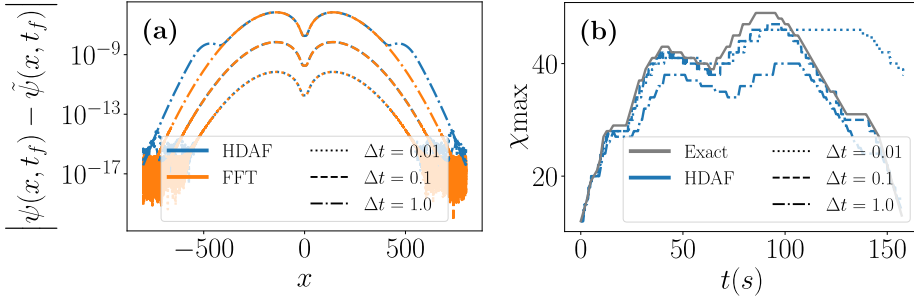 (a)
|ψ(x, t_f) − ψ̃(x, t_f)|
10⁻⁹
10⁻¹³
10⁻¹⁷
HDAF
FFT
Δt = 0.01
Δt = 0.1
Δt = 1.0
−500
0
500
x
(b)
χmax
40
20
Exact
HDAF
Δt = 0.01
Δt = 0.1
Δt = 1.0
0
50
100
150
t(s)